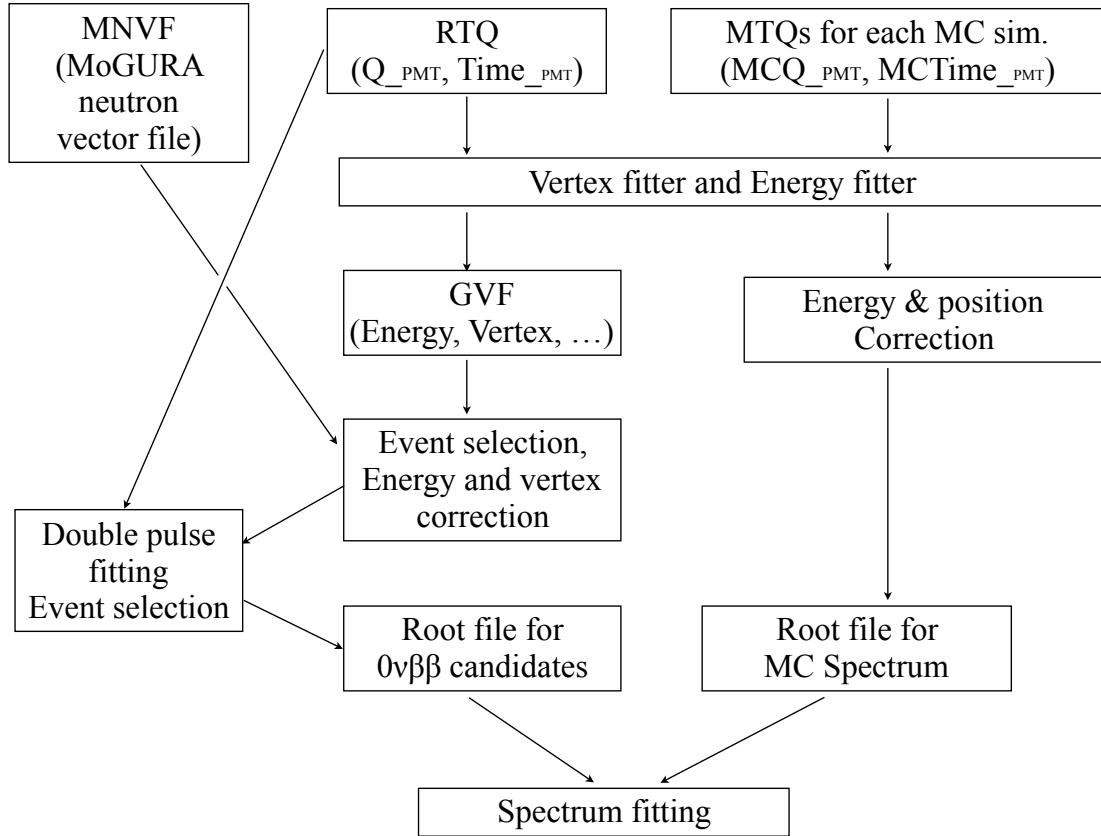 MNVF
(MoGURA
neutron
vector file)
RTQ
(Q_PMT, Time_PMT)
MTQs for each MC sim.
(MCQ_PMT, MCTime_PMT)
Vertex fitter and Energy fitter
GVF
(Energy, Vertex, …)
Energy & position
Correction
Event selection,
Energy and vertex
correction
Double pulse
fitting
Event selection
Root file for
0νββ candidates
Root file for
MC Spectrum
Spectrum fitting